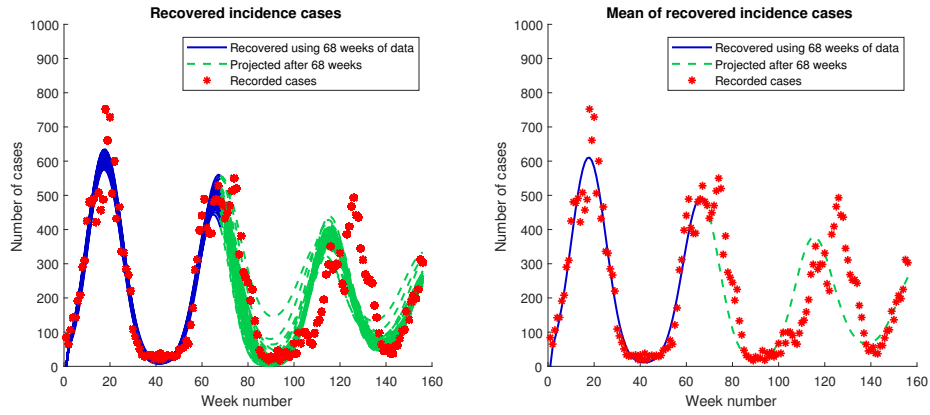 Recovered incidence cases
1000
900
800
700
600
500
400
300
200
100
0
Number of cases
Recovered using 68 weeks of data
Projected after 68 weeks
Recorded cases
0 20 40 60 80 100 120 140 160
Week number
Mean of recovered incidence cases
1000
900
800
700
600
500
400
300
200
100
0
Number of cases
Recovered using 68 weeks of data
Projected after 68 weeks
Recorded cases
0 20 40 60 80 100 120 140 160
Week number